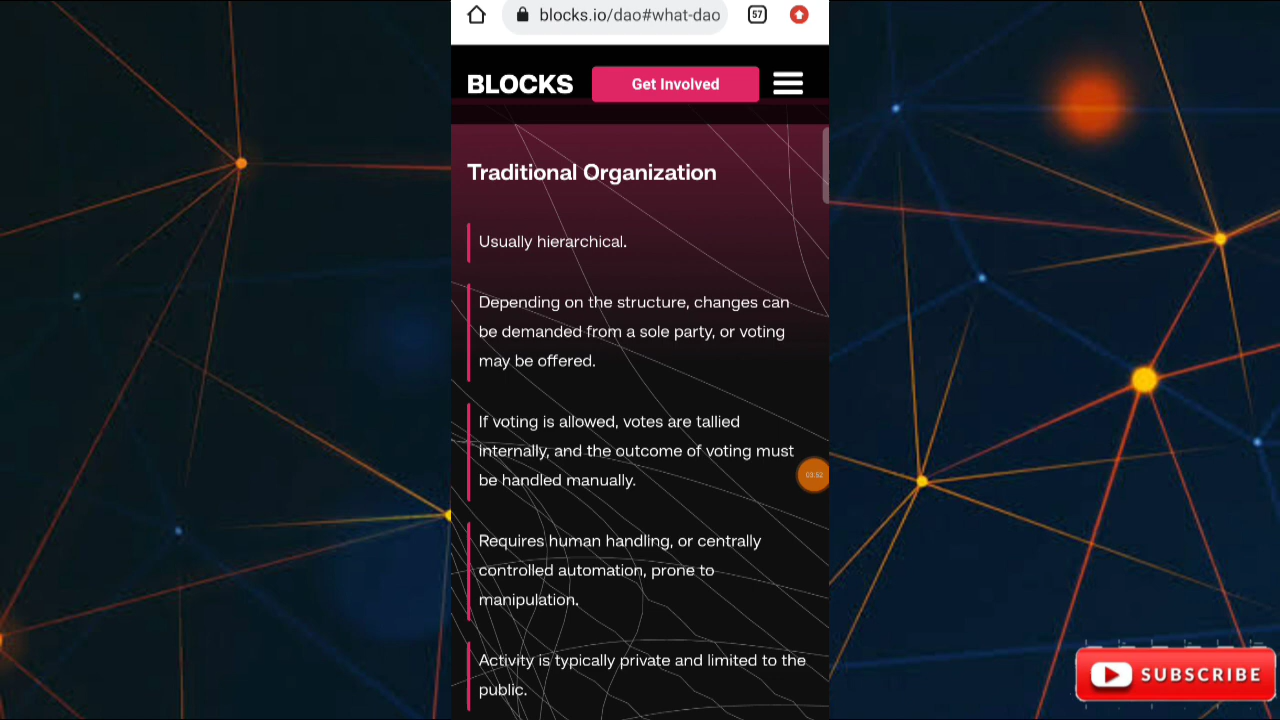 blocks.io/dao#what-dao
57
BLOCKS
Get Involved
Traditional Organization
Usually hierarchical.
Depending on the structure, changes can
be demanded from a sole party, or voting
may be offered.
If voting is allowed, votes are tallied
internally, and the outcome of voting must
be handled manually.
Requires human handling, or centrally
controlled automation, prone to
manipulation.
Activity is typically private and limited to the
public.
03:53
SUBSCRIBE